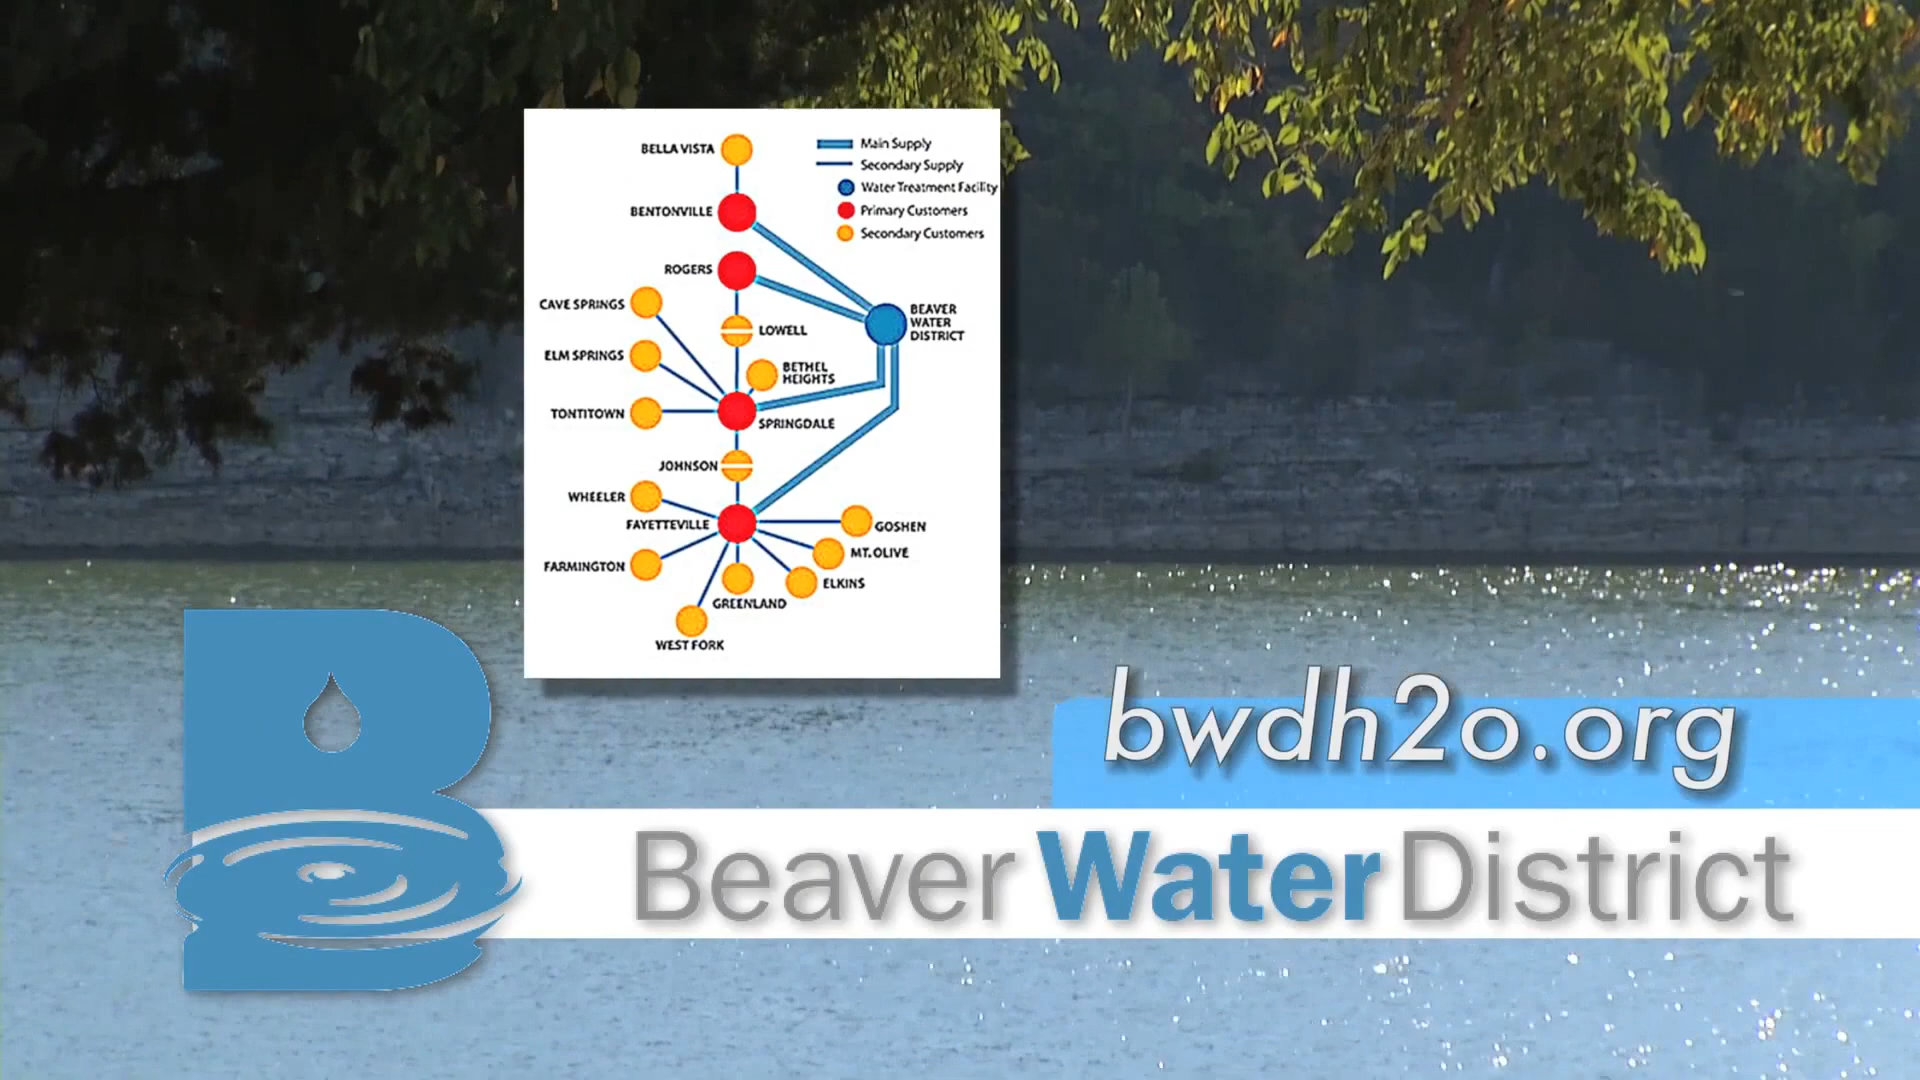 BELLA VISTA
Main Supply
Secondary Supply
Water Treatment Facility
BENTONVILLE
Primary Customers
Secondary Customers
ROGERS
CAVE SPRINGS
BEAVER
WATER
DISTRICT
LOWELL
ELM SPRINGS
BETHEL
HEIGHTS
TONTITOWN
SPRINGDALE
JOHNSON
WHEELER
FAYETTEVILLE
GOSHEN
MT. OLIVE
FARMINGTON
ELKINS
GREENLAND
WEST FORK
bwdh2o.org
Beaver Water District